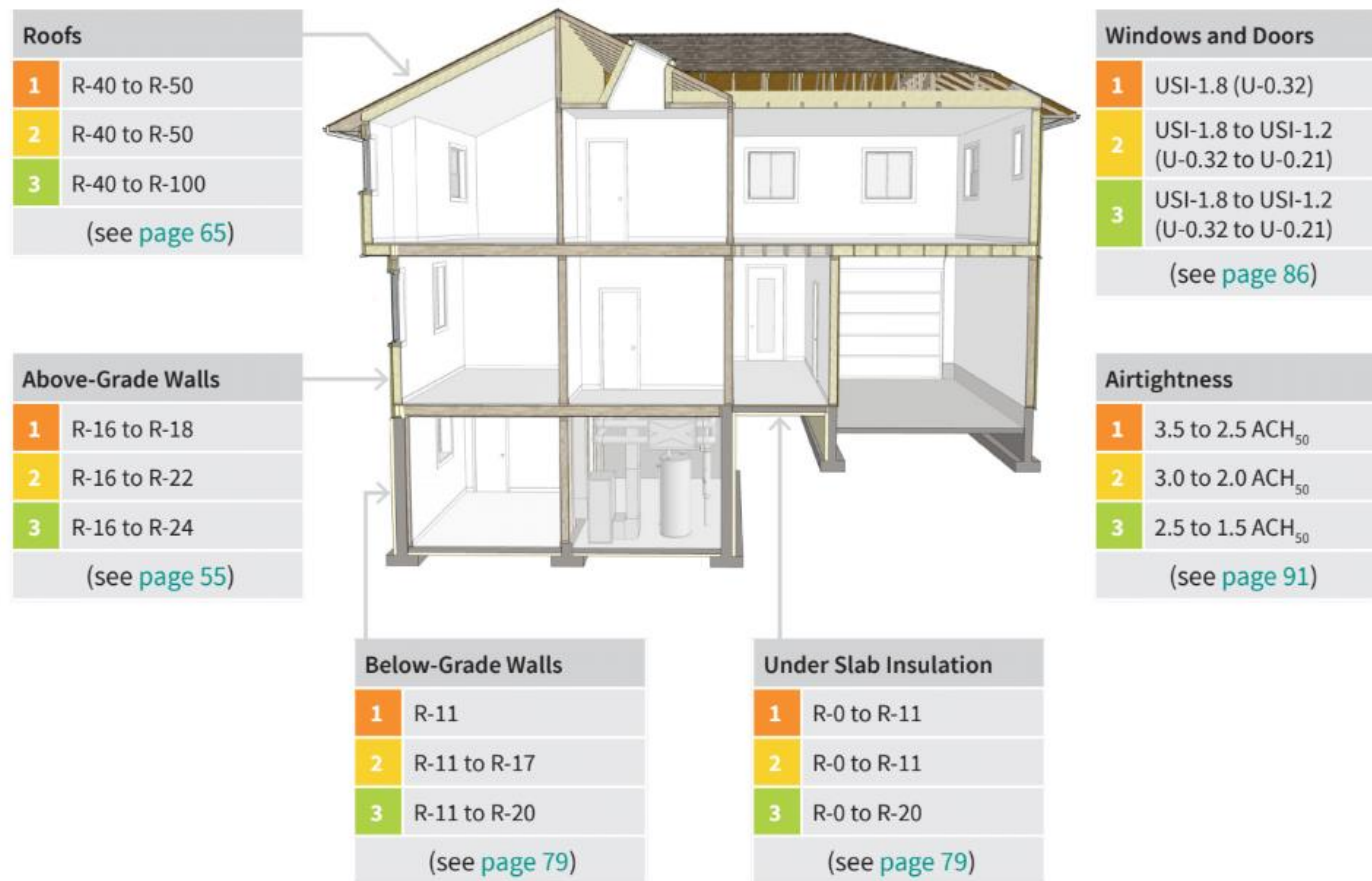 Roofs
1 R-40 to R-50
2 R-40 to R-50
3 R-40 to R-100
(see page 65)
Above-Grade Walls
1 R-16 to R-18
2 R-16 to R-22
3 R-16 to R-24
(see page 55)
Below-Grade Walls
1 R-11
2 R-11 to R-17
3 R-11 to R-20
(see page 79)
Under Slab Insulation
1 R-0 to R-11
2 R-0 to R-11
3 R-0 to R-20
(see page 79)
Windows and Doors
1 USI-1.8 (U-0.32)
2 USI-1.8 to USI-1.2
(U-0.32 to U-0.21)
3 USI-1.8 to USI-1.2
(U-0.32 to U-0.21)
(see page 86)
Airtightness
1 3.5 to 2.5 ACH₅₀
2 3.0 to 2.0 ACH₅₀
3 2.5 to 1.5 ACH₅₀
(see page 91)